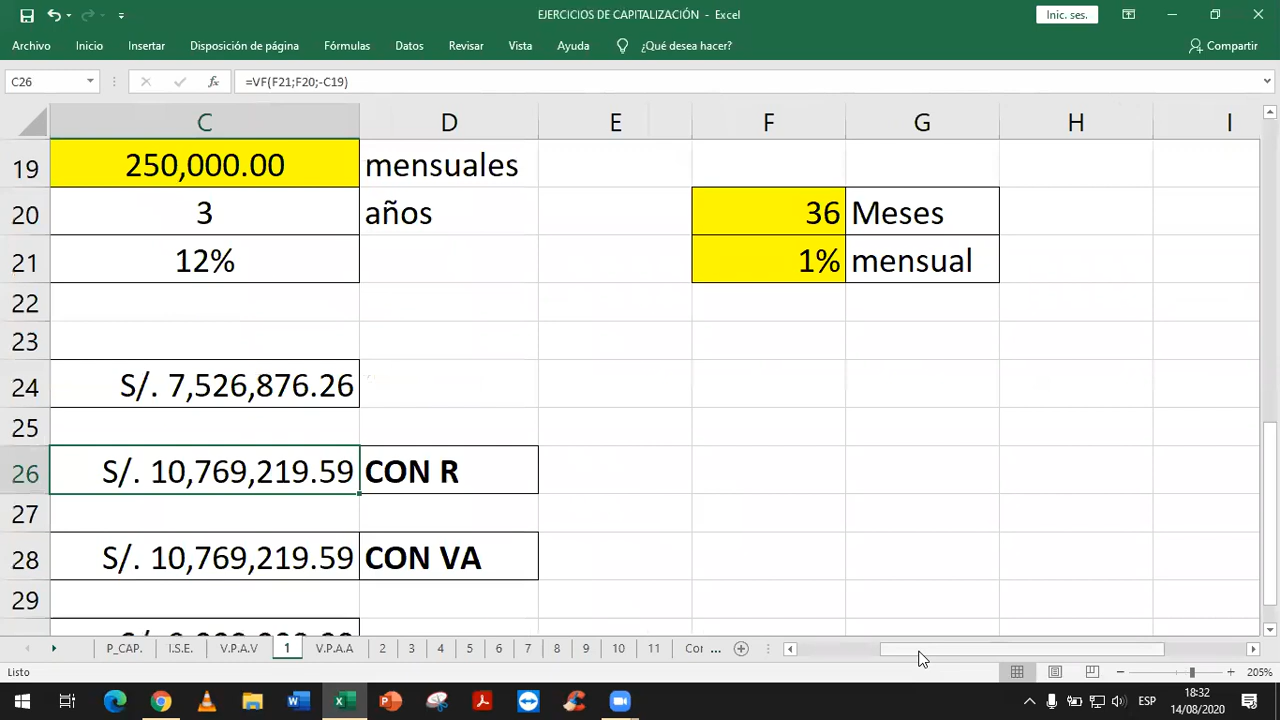 EJERCICIOS DE CAPITALIZACIÓN - Excel
Inic. ses.
Archivo Inicio Insertar Disposición de página Fórmulas Datos Revisar Vista Ayuda ¿Qué desea hacer? Compartir
C26 fx =VF(F21;F20;-C19)
C D E F G H I
19 250,000.00 mensuales
20 3 años 36 Meses
21 12% 1% mensual
22
23
24 S/. 7,526,876.26
25
26 S/. 10,769,219.59 CON R
27
28 S/. 10,769,219.59 CON VA
29
P_CAP. I.S.E. V.P.A.V 1 V.P.A.A 2 3 4 5 6 7 8 9 10 11 Cor ...
Listo 205%
ESP 18:32
14/08/2020